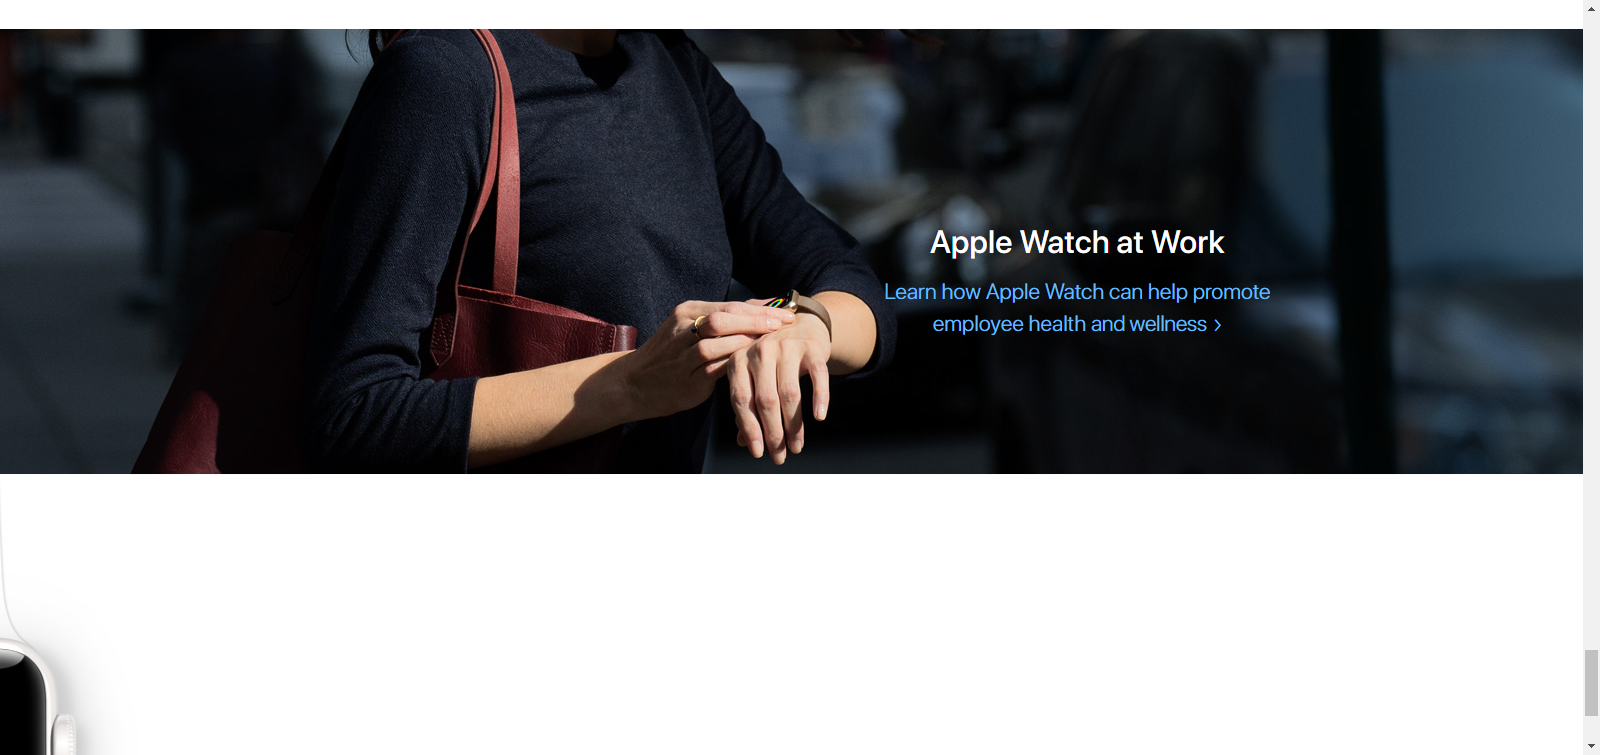 Apple Watch at Work
Learn how Apple Watch can help promote
employee health and wellness >